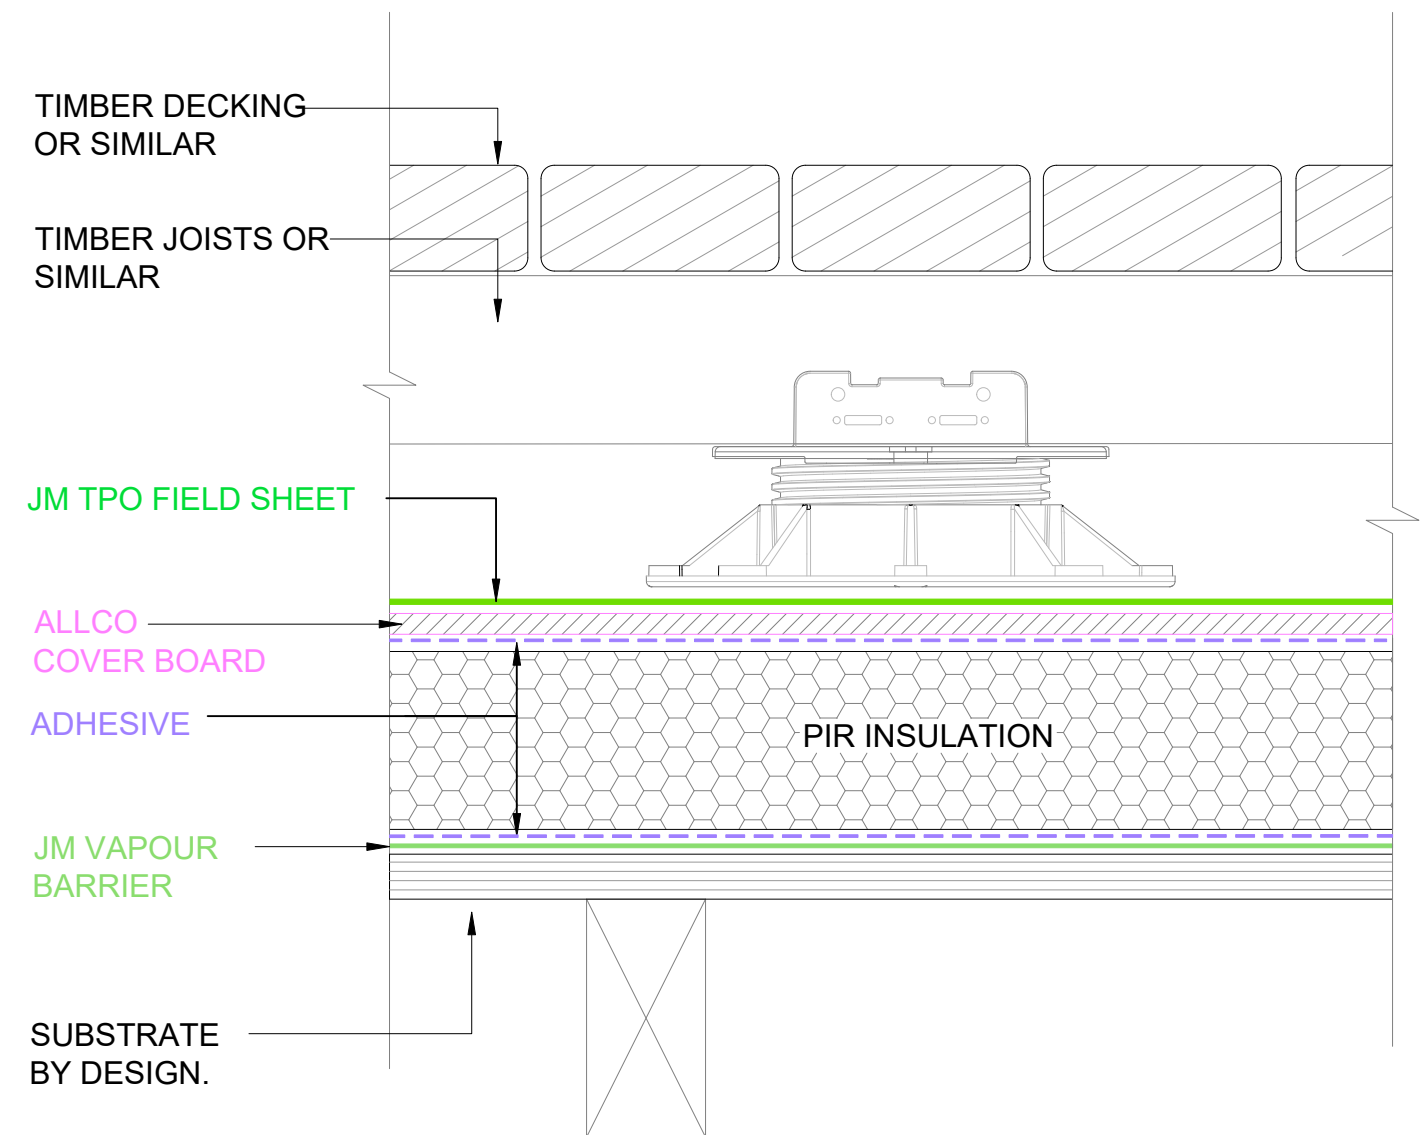 TIMBER DECKING
OR SIMILAR
TIMBER JOISTS OR
SIMILAR
JM TPO FIELD SHEET
ALLCO
COVER BOARD
ADHESIVE
PIR INSULATION
JM VAPOUR
BARRIER
SUBSTRATE
BY DESIGN.